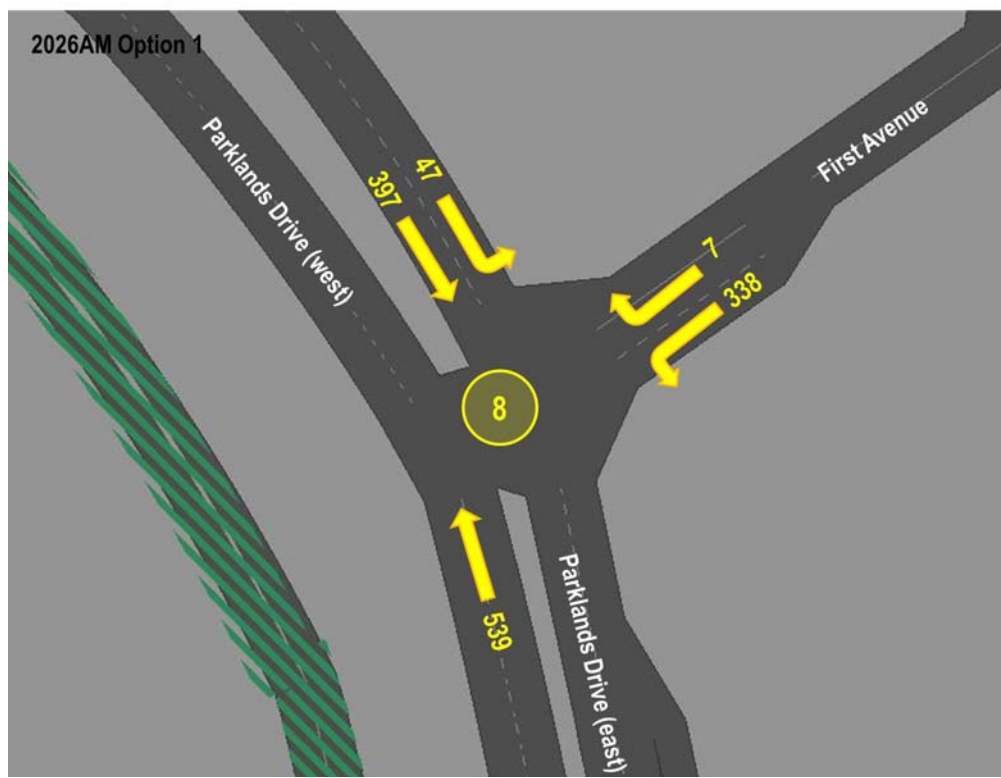 2026AM Option 1
Parklands Drive (west)
397
47
First Avenue
7
338
8
539
Parklands Drive (east)